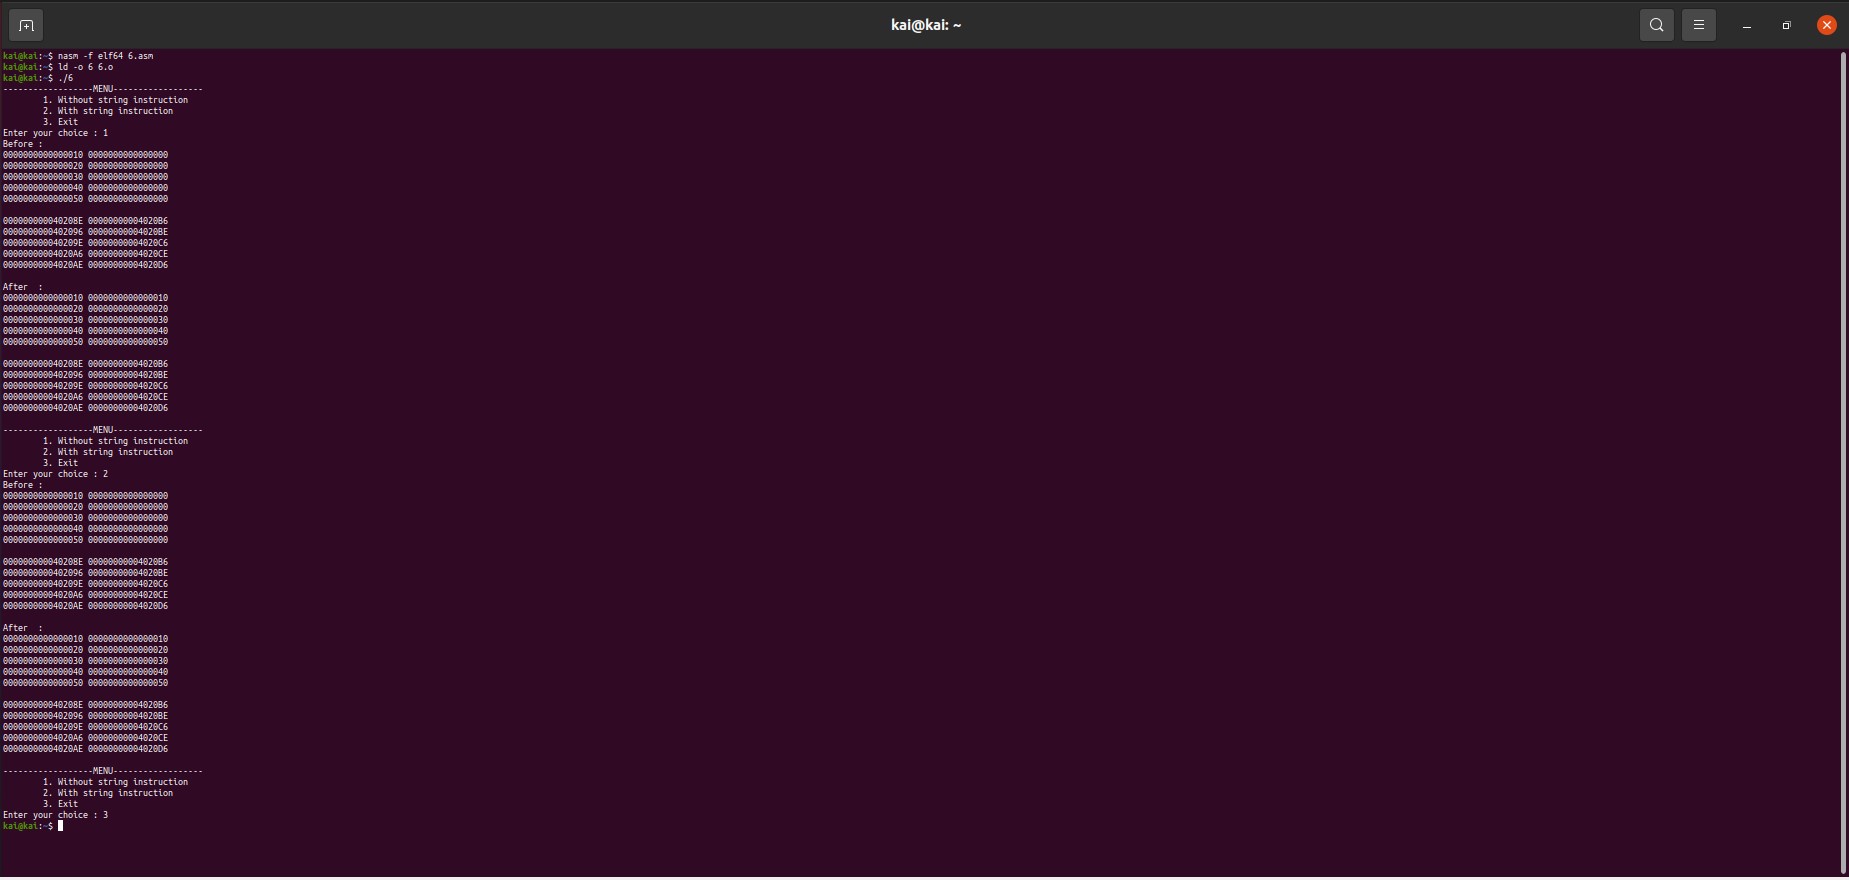 kai@kai: ~
kai@kai:~$ nasm -f elf64 6.asm
kai@kai:~$ ld -o 6 6.o
kai@kai:~$ ./6
------------------MENU------------------
        1. Without string instruction
        2. With string instruction
        3. Exit
Enter your choice : 1
Before :
0000000000000010 0000000000000000
0000000000000020 0000000000000000
0000000000000030 0000000000000000
0000000000000040 0000000000000000
0000000000000050 0000000000000000

000000000040208E 00000000004020B6
0000000000402096 00000000004020BE
000000000040209E 00000000004020C6
00000000004020A6 00000000004020CE
00000000004020AE 00000000004020D6

After  :
0000000000000010 0000000000000010
0000000000000020 0000000000000020
0000000000000030 0000000000000030
0000000000000040 0000000000000040
0000000000000050 0000000000000050

000000000040208E 00000000004020B6
0000000000402096 00000000004020BE
000000000040209E 00000000004020C6
00000000004020A6 00000000004020CE
00000000004020AE 00000000004020D6

------------------MENU------------------
        1. Without string instruction
        2. With string instruction
        3. Exit
Enter your choice : 2
Before :
0000000000000010 0000000000000000
0000000000000020 0000000000000000
0000000000000030 0000000000000000
0000000000000040 0000000000000000
0000000000000050 0000000000000000

000000000040208E 00000000004020B6
0000000000402096 00000000004020BE
000000000040209E 00000000004020C6
00000000004020A6 00000000004020CE
00000000004020AE 00000000004020D6

After  :
0000000000000010 0000000000000010
0000000000000020 0000000000000020
0000000000000030 0000000000000030
0000000000000040 0000000000000040
0000000000000050 0000000000000050

000000000040208E 00000000004020B6
0000000000402096 00000000004020BE
000000000040209E 00000000004020C6
00000000004020A6 00000000004020CE
00000000004020AE 00000000004020D6

------------------MENU------------------
        1. Without string instruction
        2. With string instruction
        3. Exit
Enter your choice : 3
kai@kai:~$